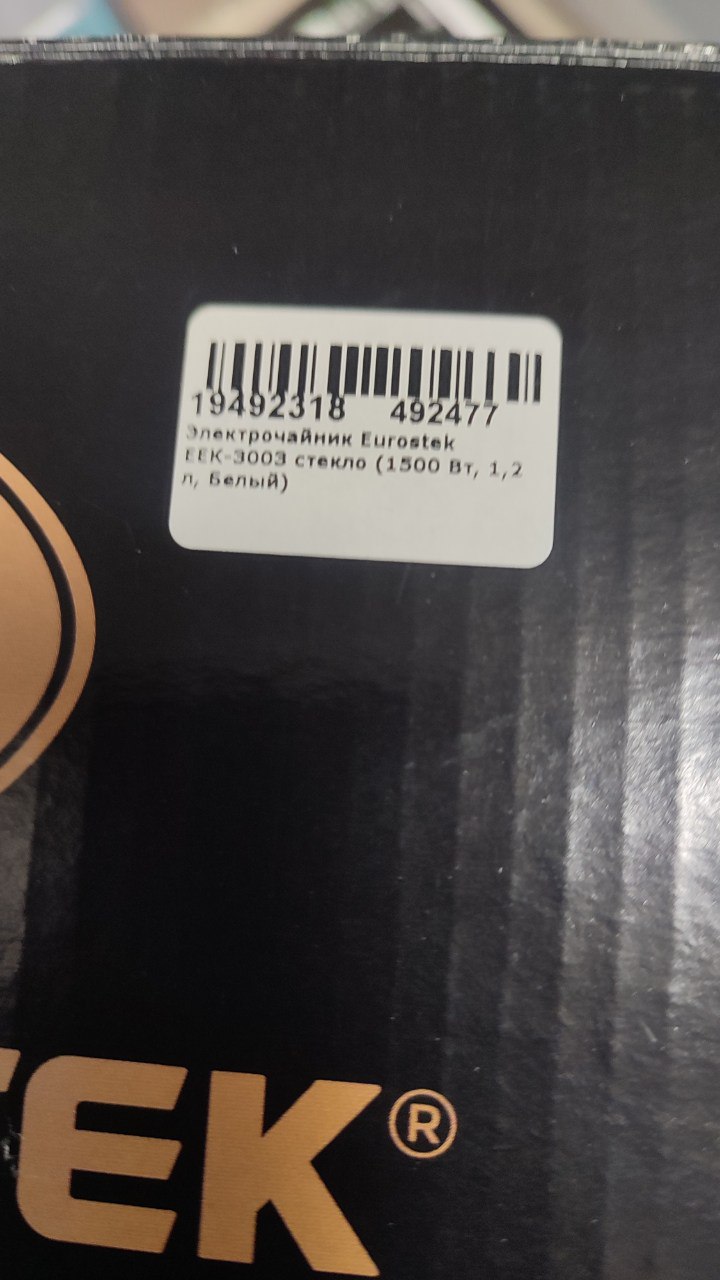 19492318 492477
Электрочайник Eurostek
EEK-3003 стекло (1500 Вт, 1,2
л, Белый)
TEK®